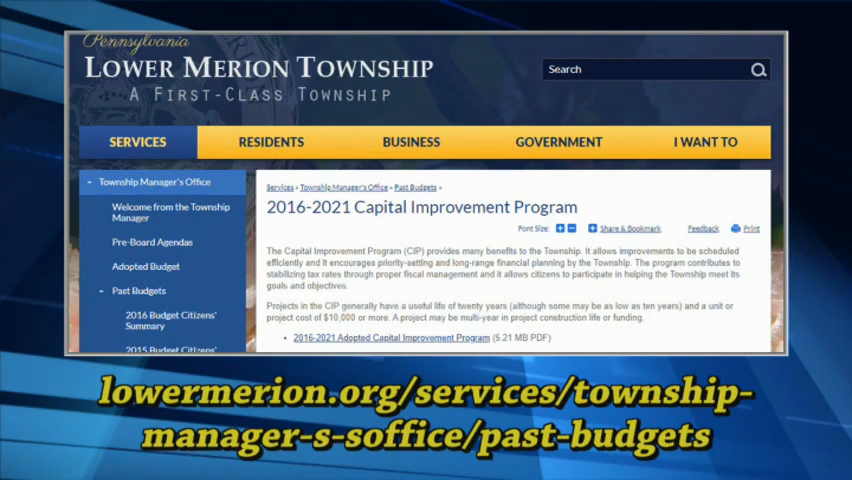 Pennsylvania
LOWER MERION TOWNSHIP
A FIRST-CLASS TOWNSHIP
Search
SERVICES RESIDENTS BUSINESS GOVERNMENT I WANT TO
- Township Manager's Office
Welcome from the Township
Manager
Pre-Board Agendas
Adopted Budget
- Past Budgets
2016 Budget Citizens'
Summary
2015 Budget Citizens'
Services » Township Manager's Office » Past Budgets »
2016-2021 Capital Improvement Program
Font Size: + - Share & Bookmark Feedback Print
The Capital Improvement Program (CIP) provides many benefits to the Township. It allows improvements to be scheduled
efficiently and it encourages priority-setting and long-range financial planning by the Township. The program contributes to
stabilizing tax rates through proper fiscal management and it allows citizens to participate in helping the Township meet its
goals and objectives.
Projects in the CIP generally have a useful life of twenty years (although some may be as low as ten years) and a unit or
project cost of $10,000 or more. A project may be multi-year in project construction life or funding.
• 2016-2021 Adopted Capital Improvement Program (5.21 MB PDF)
lowermerion.org/services/township-
manager-s-soffice/past-budgets